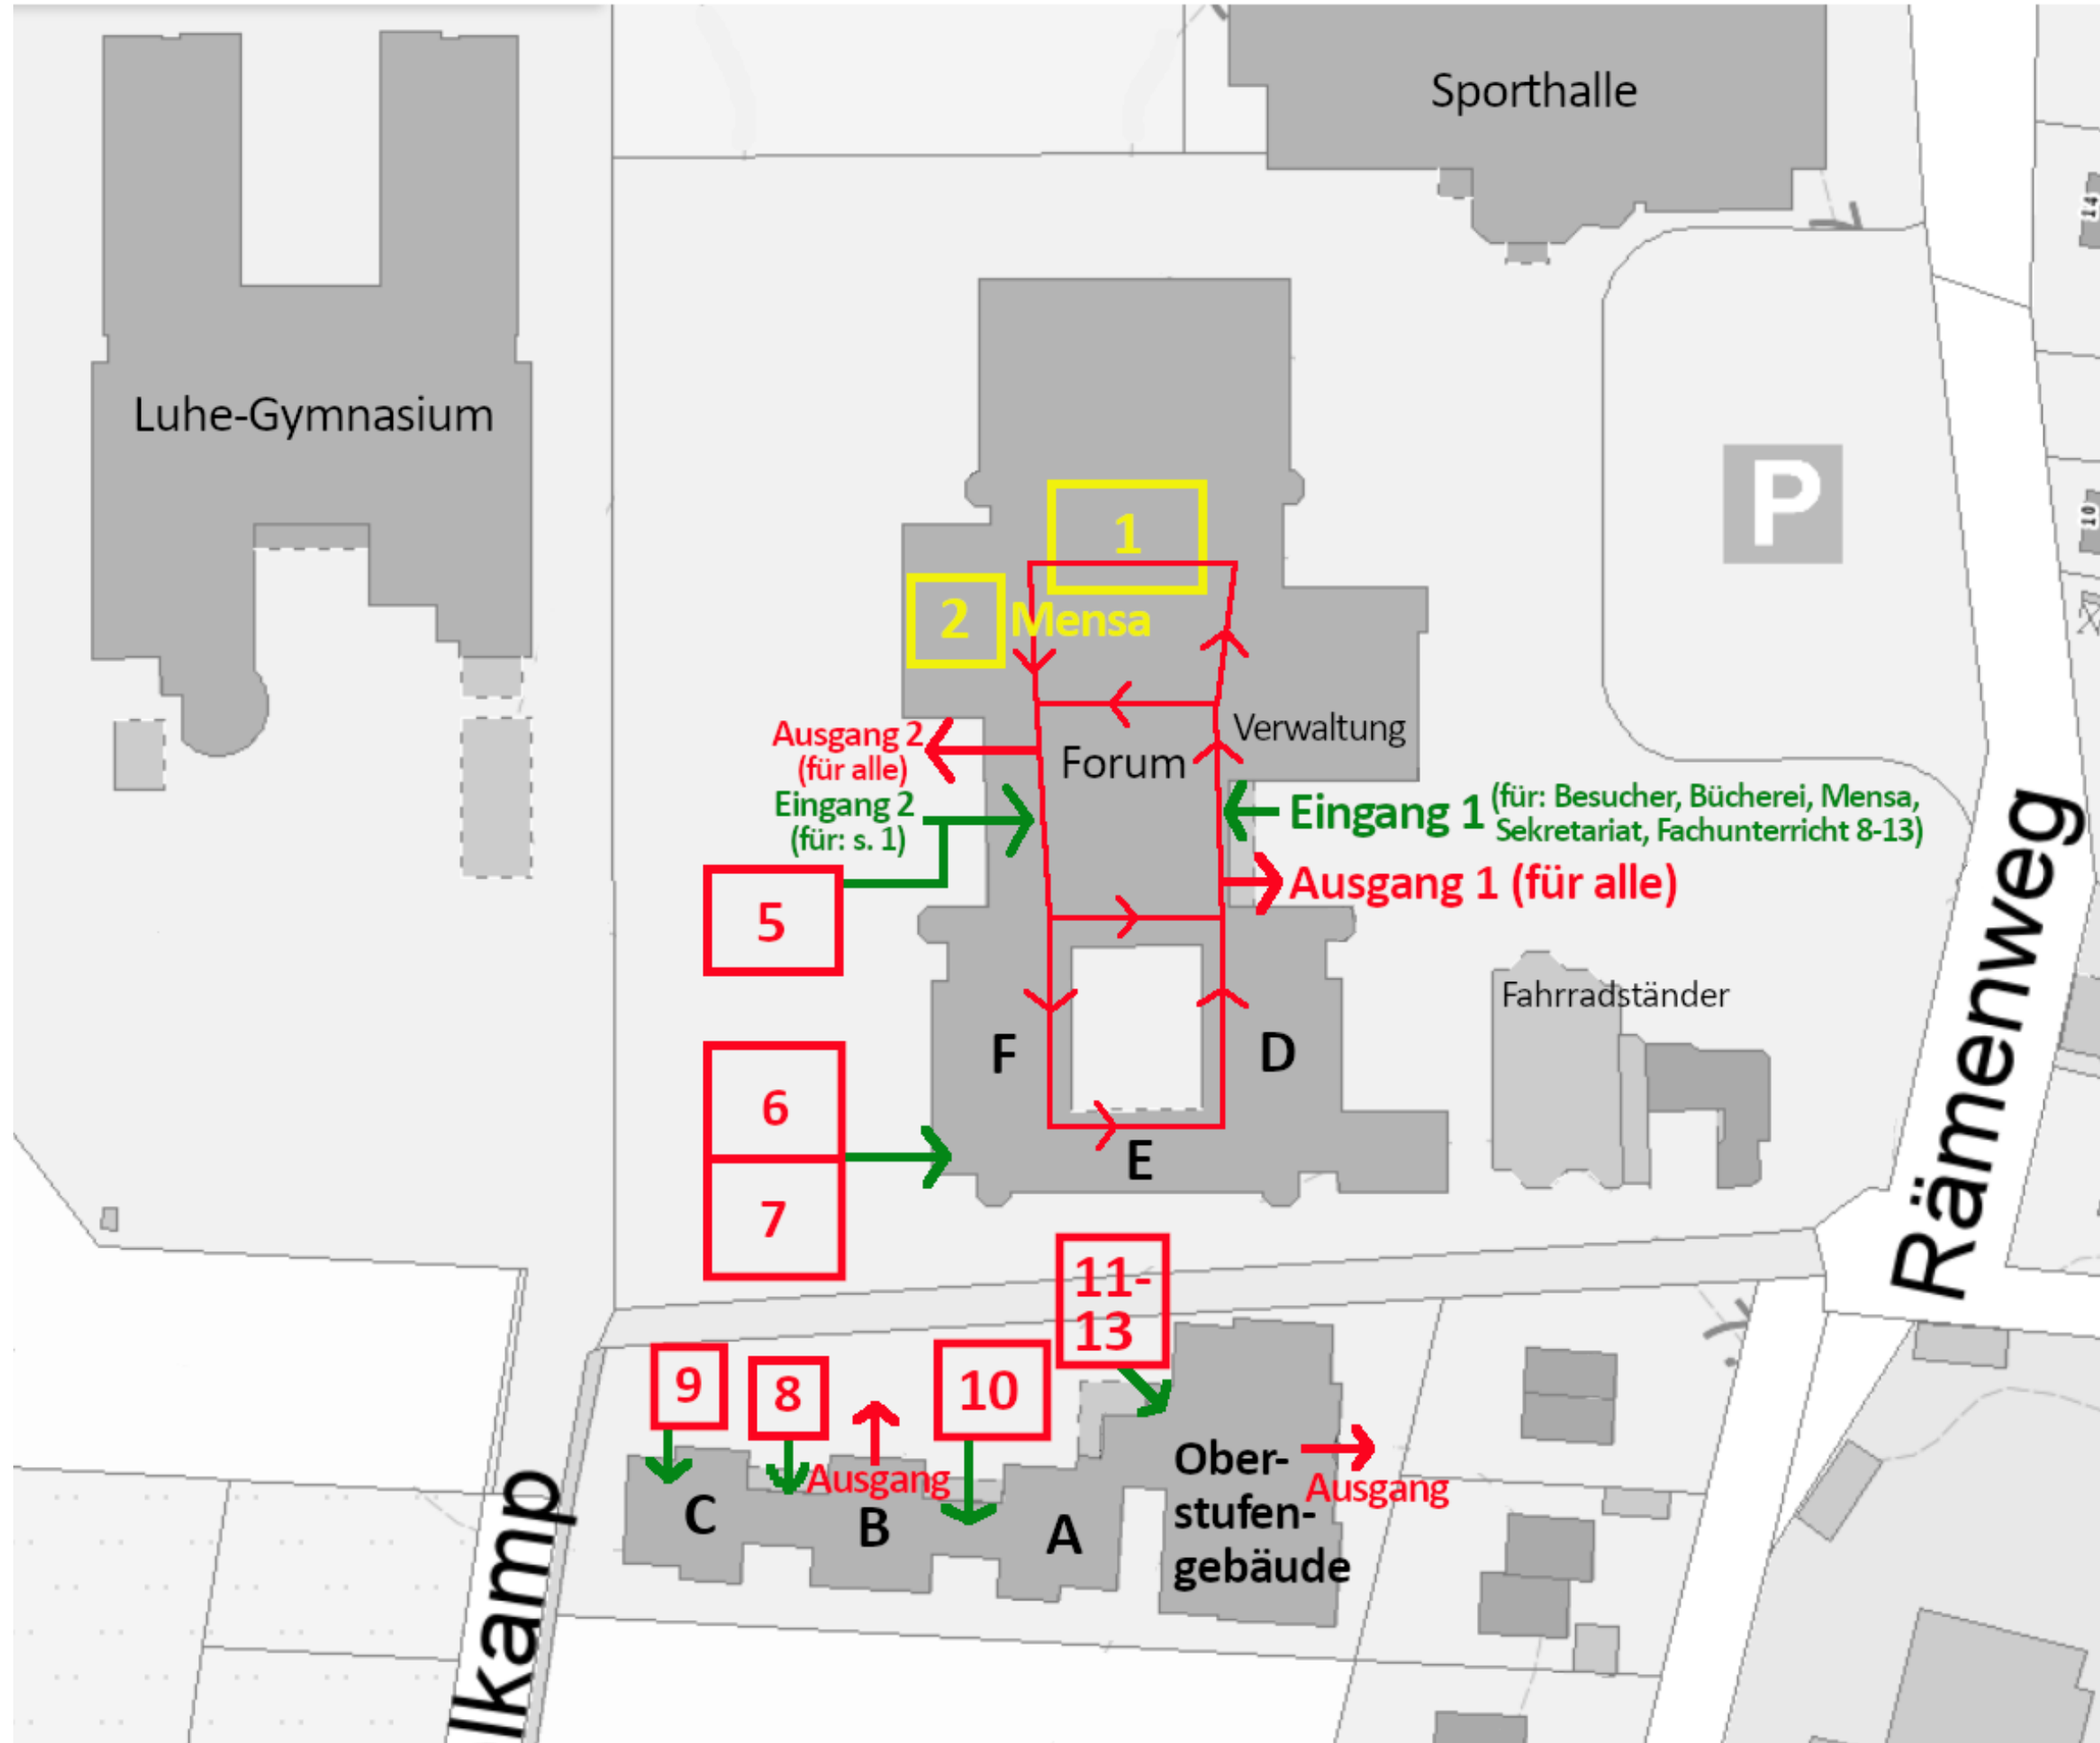 Sporthalle
14
Luhe-Gymnasium
P
1
10
2
Mensa
Ausgang 2
(für alle)
Verwaltung
Forum
Eingang 2
(für: s. 1)
Eingang 1 (für: Besucher, Bücherei, Mensa,
Sekretariat, Fachunterricht 8-13)
Ausgang 1 (für alle)
5
Fahrradständer
Rämenweg
F
D
6
E
7
11-
13
9
8
10
Ausgang
C
B
A
Ober-
stufen-
gebäude
Ausgang
lkamp